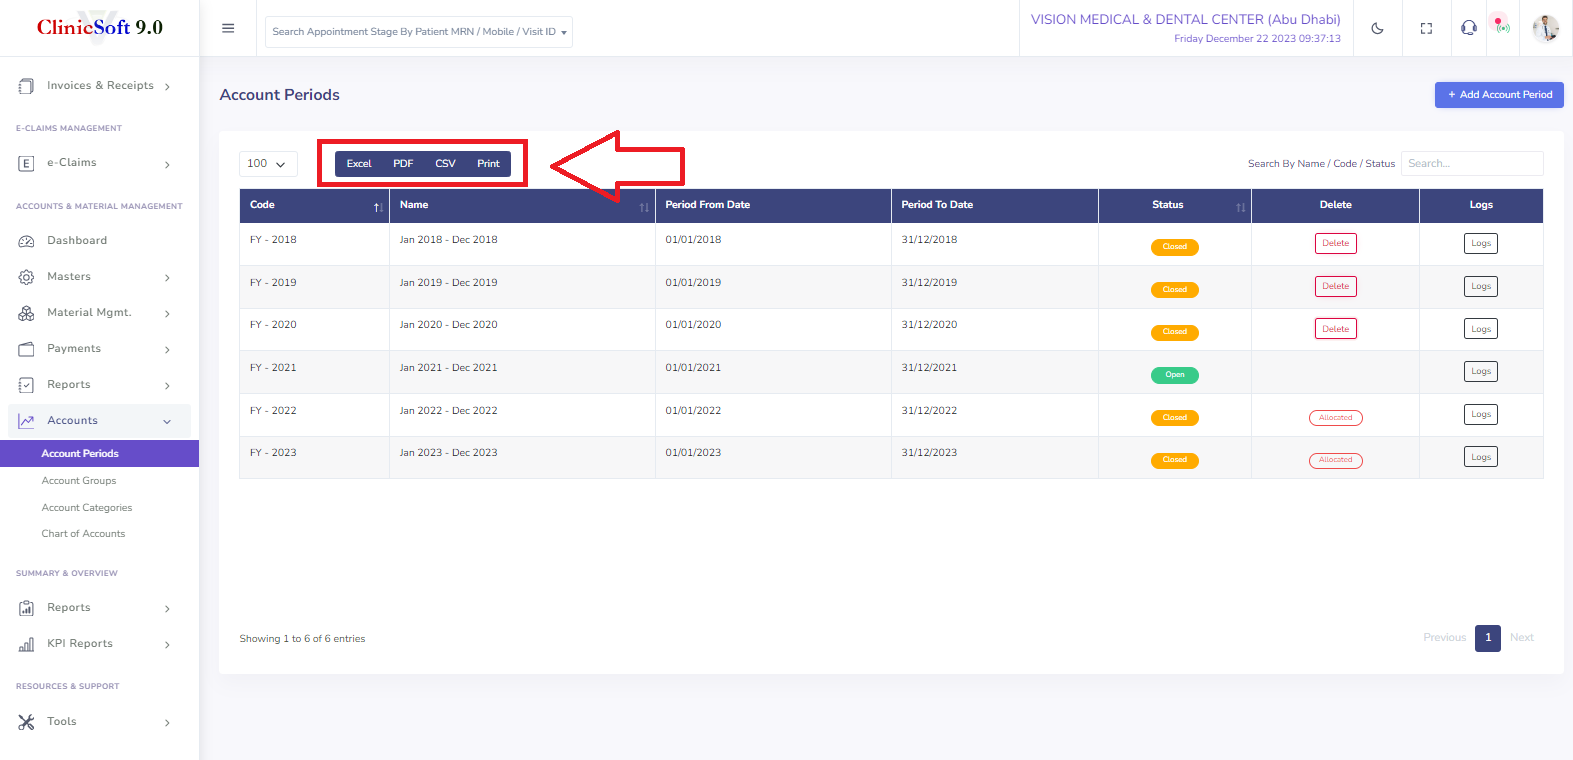 ClinicSoft 9.0
Search Appointment Stage By Patient MRN / Mobile / Visit ID
VISION MEDICAL & DENTAL CENTER (Abu Dhabi)
Friday December 22 2023 09:37:13
Invoices & Receipts
E-CLAIMS MANAGEMENT
E e-Claims
ACCOUNTS & MATERIAL MANAGEMENT
Dashboard
Masters
Material Mgmt.
Payments
Reports
Accounts
Account Periods
Account Groups
Account Categories
Chart of Accounts
SUMMARY & OVERVIEW
Reports
KPI Reports
RESOURCES & SUPPORT
Tools
Account Periods
+ Add Account Period
100 Excel PDF CSV Print Search By Name / Code / Status Search...
Code Name Period From Date Period To Date Status Delete Logs
FY - 2018 Jan 2018 - Dec 2018 01/01/2018 31/12/2018 Closed Delete Logs
FY - 2019 Jan 2019 - Dec 2019 01/01/2019 31/12/2019 Closed Delete Logs
FY - 2020 Jan 2020 - Dec 2020 01/01/2020 31/12/2020 Closed Delete Logs
FY - 2021 Jan 2021 - Dec 2021 01/01/2021 31/12/2021 Open Logs
FY - 2022 Jan 2022 - Dec 2022 01/01/2022 31/12/2022 Closed Allocated Logs
FY - 2023 Jan 2023 - Dec 2023 01/01/2023 31/12/2023 Closed Allocated Logs
Showing 1 to 6 of 6 entries
Previous 1 Next